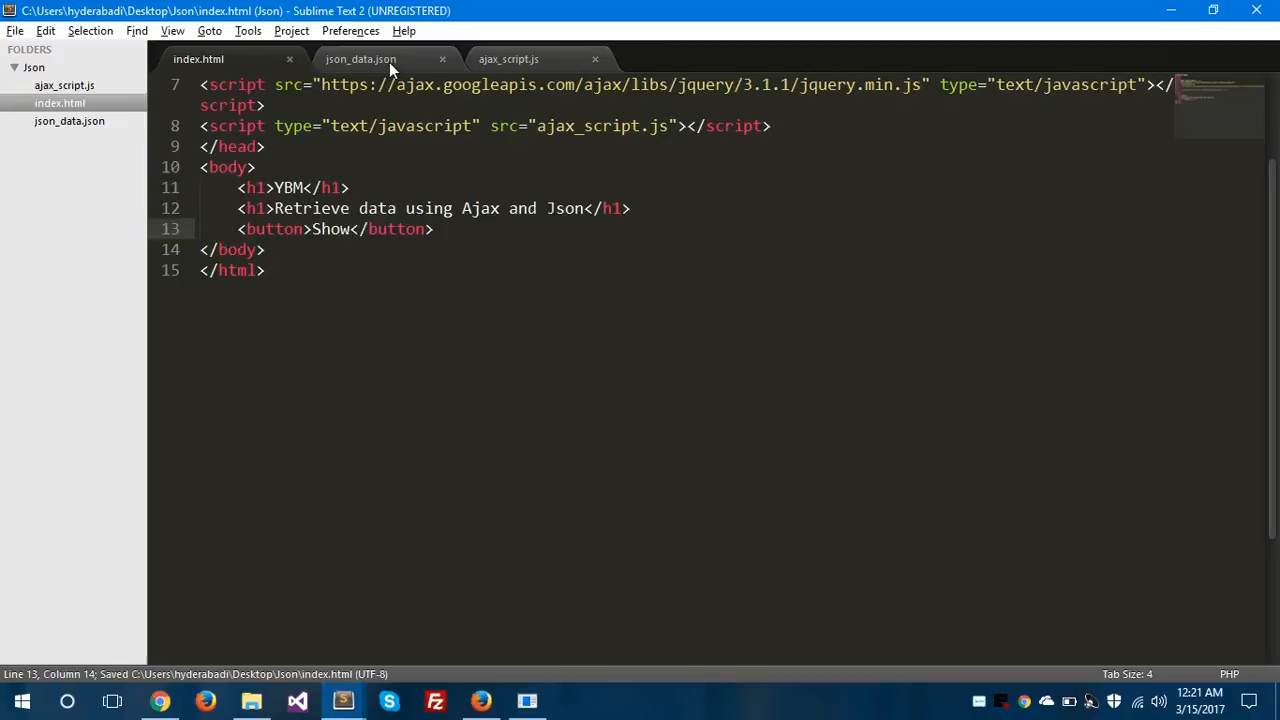 C:\Users\hyderabadi\Desktop\Json\index.html (Json) - Sublime Text 2 (UNREGISTERED)
File Edit Selection Find View Goto Tools Project Preferences Help
FOLDERS
Json
ajax_script.js
index.html
json_data.json
index.html × json_data.json × ajax_script.js ×
7 <script src="https://ajax.googleapis.com/ajax/libs/jquery/3.1.1/jquery.min.js" type="text/javascript"></
script>
8 <script type="text/javascript" src="ajax_script.js"></script>
9 </head>
10 <body>
11 <h1>YBM</h1>
12 <h1>Retrieve data using Ajax and Json</h1>
13 <button>Show</button>
14 </body>
15 </html>
Line 13, Column 14; Saved C:\Users\hyderabadi\Desktop\Json\index.html (UTF-8)
Tab Size: 4
PHP
12:21 AM
3/15/2017